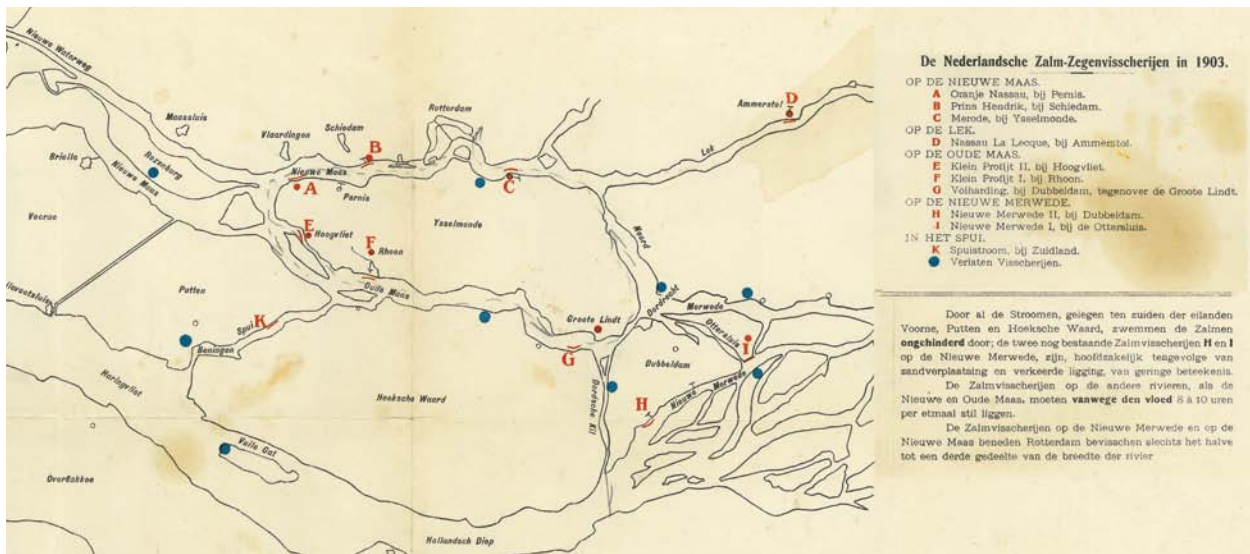 Nieuwe Waterweg
Maassluis
Brielle
Rozenburg
Nieuwe Maas
Voorne
Vlaardingen
Schiedam
B
Nieuwe Maas
A
Pernis
Rotterdam
C
Ammerstol
D
Lek
Ysselmonde
Noord
E
Hoogvliet
F
Rhoon
Oude Maas
Putten
Spui
K
Beningen
Haringvliet
Hoeksche Waard
Groote Lindt
G
Dordrecht
Merwede
Ottersluis
I
Dubbeldam
H
Nieuwe Merwede
Dordsche Kil
Vuile Gat
Overflakkee
Hollandsch Diep
De Nederlandsche Zalm-Zegenvisscherijen in 1903.
OP DE NIEUWE MAAS.
A Oranje Nassau, bij Pernis.
B Prins Hendrik, bij Schiedam.
C Merode, bij Ysselmonde.
OP DE LEK.
D Nassau La Lecque, bij Ammerstol.
OP DE OUDE MAAS.
E Klein Profijt II, bij Hoogvliet.
F Klein Profijt I, bij Rhoon.
G Volharding, bij Dubbeldam, tegenover de Groote Lindt.
OP DE NIEUWE MERWEDE.
H Nieuwe Merwede II, bij Dubbeldam.
I Nieuwe Merwede I, bij de Ottersluis.
IN HET SPUI.
K Spuistroom, bij Zuidland.
Verlaten Visscherijen.
Door al de Stroomen, gelegen ten zuiden der eilanden
Voorne, Putten en Hoeksche Waard, zwemmen de Zalmen
ongehinderd door; de twee nog bestaande Zalmvisscherijen H en I
op de Nieuwe Merwede, zijn, hoofdzakelijk tengevolge van
zandverplaatsing en verkeerde ligging, van geringe beteekenis.
De Zalmvisscherijen op de andere rivieren, als de
Nieuwe en Oude Maas, moeten vanwege den vloed 8 à 10 uren
per etmaal stil liggen.
De Zalmvisscherijen op de Nieuwe Merwede en op de
Nieuwe Maas beneden Rotterdam bevisschen slechts het halve
tot een derde gedeelte van de breedte der rivier